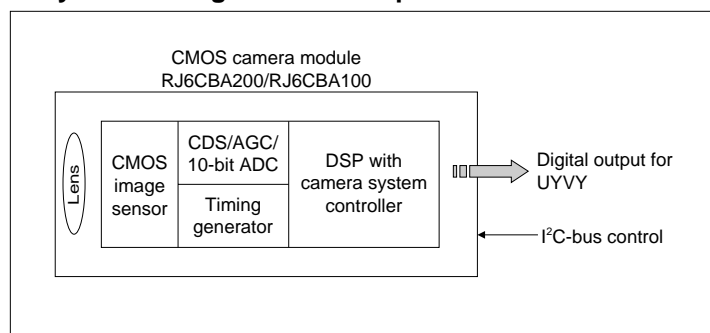 CMOS camera module
RJ6CBA200/RJ6CBA100
Lens
CMOS
image
sensor
CDS/AGC/
10-bit ADC
Timing
generator
DSP with
camera system
controller
Digital output for
UYVY
I²C-bus control